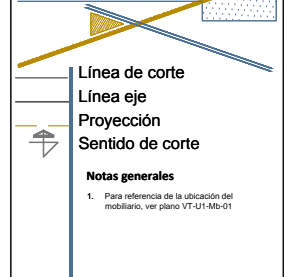 Línea de corte
Línea eje
Proyección
Sentido de corte
Notas generales
1. Para referencia de la ubicación del
mobiliario, ver plano VT-U1-Mb-01